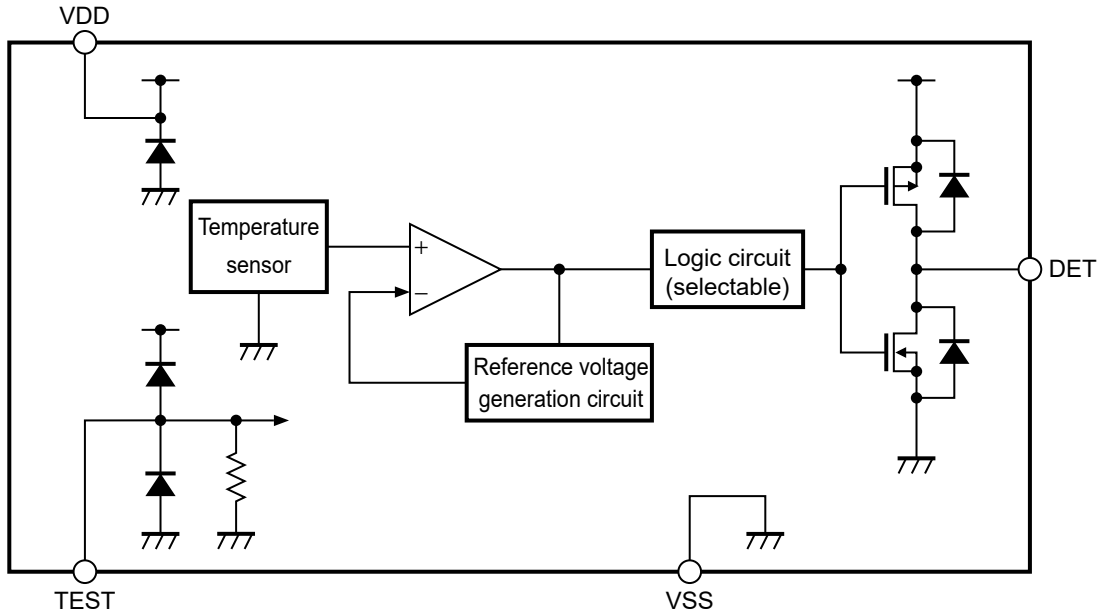 VDD
Temperature
sensor
+
−
Logic circuit
(selectable)
DET
Reference voltage
generation circuit
TEST
VSS